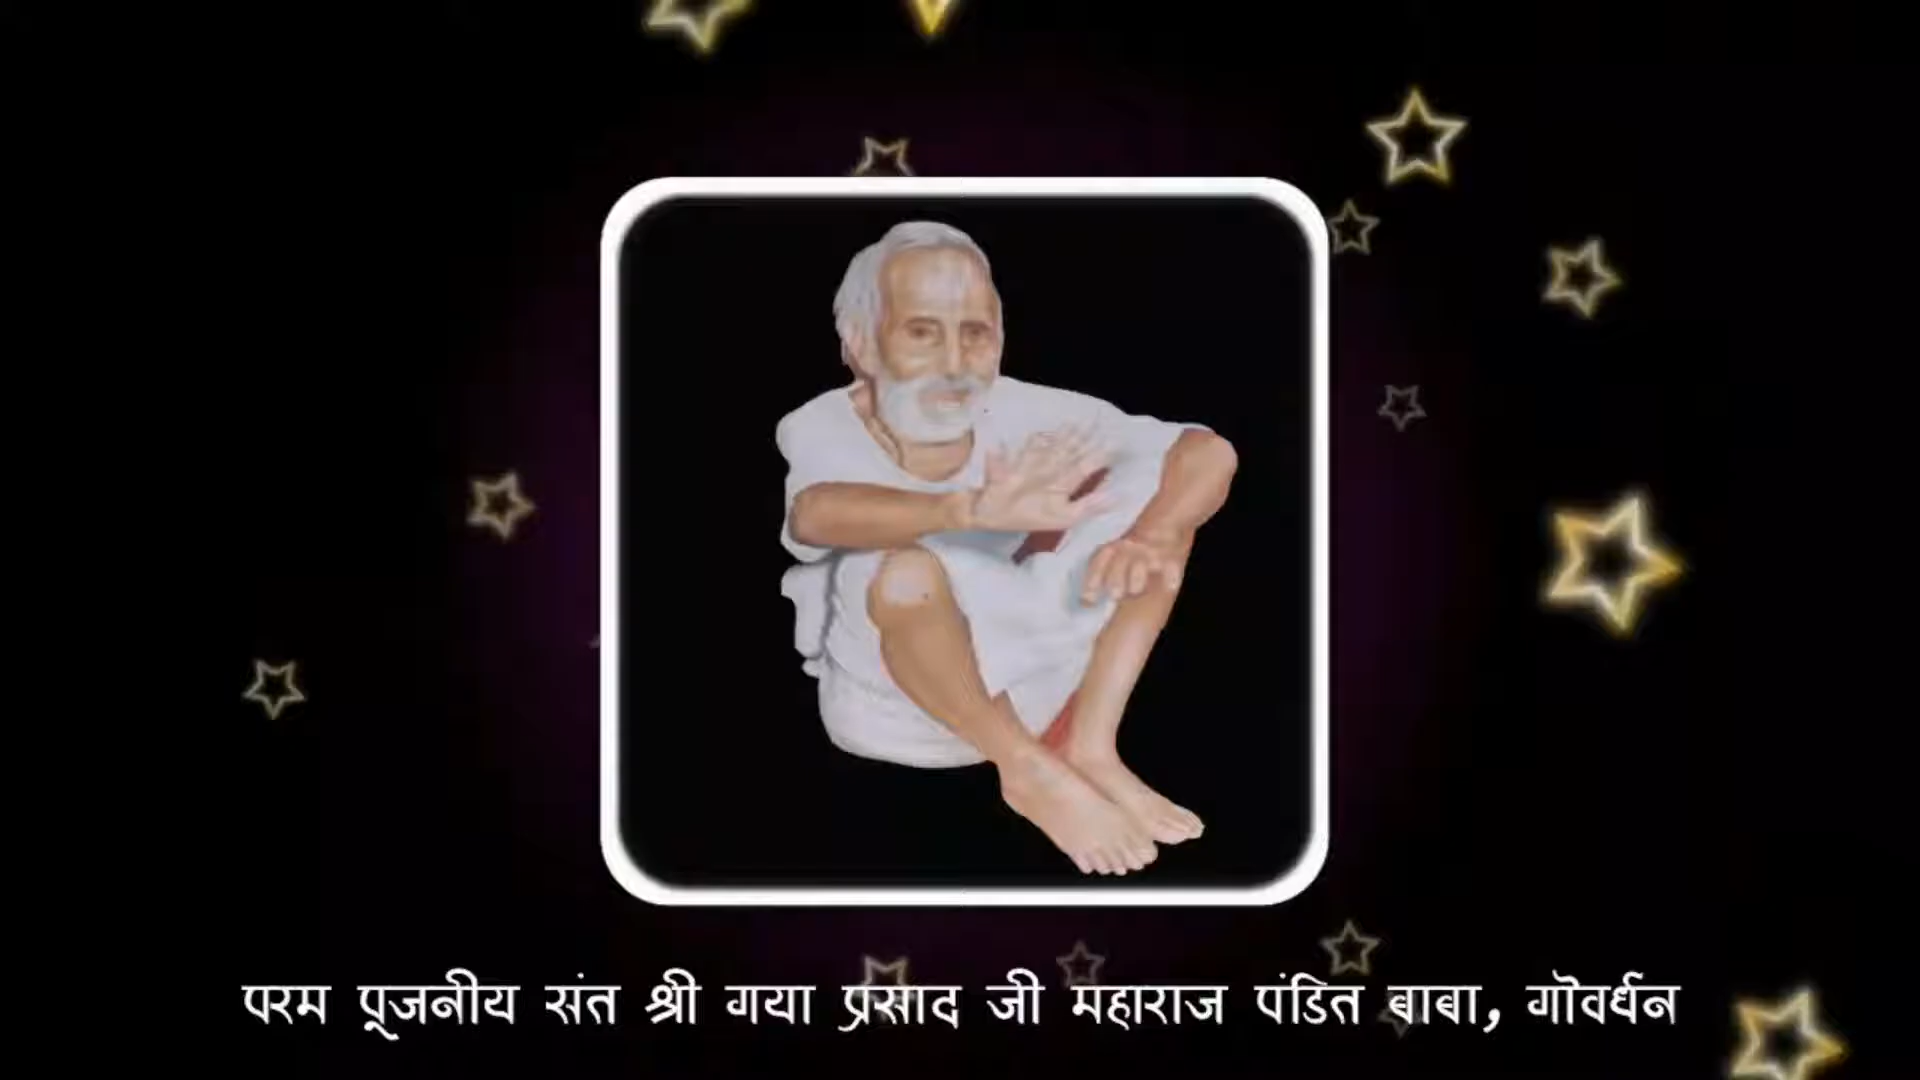 परम पूजनीय संत श्री गया प्रसाद जी महाराज पंडित बाबा, गोवर्धन